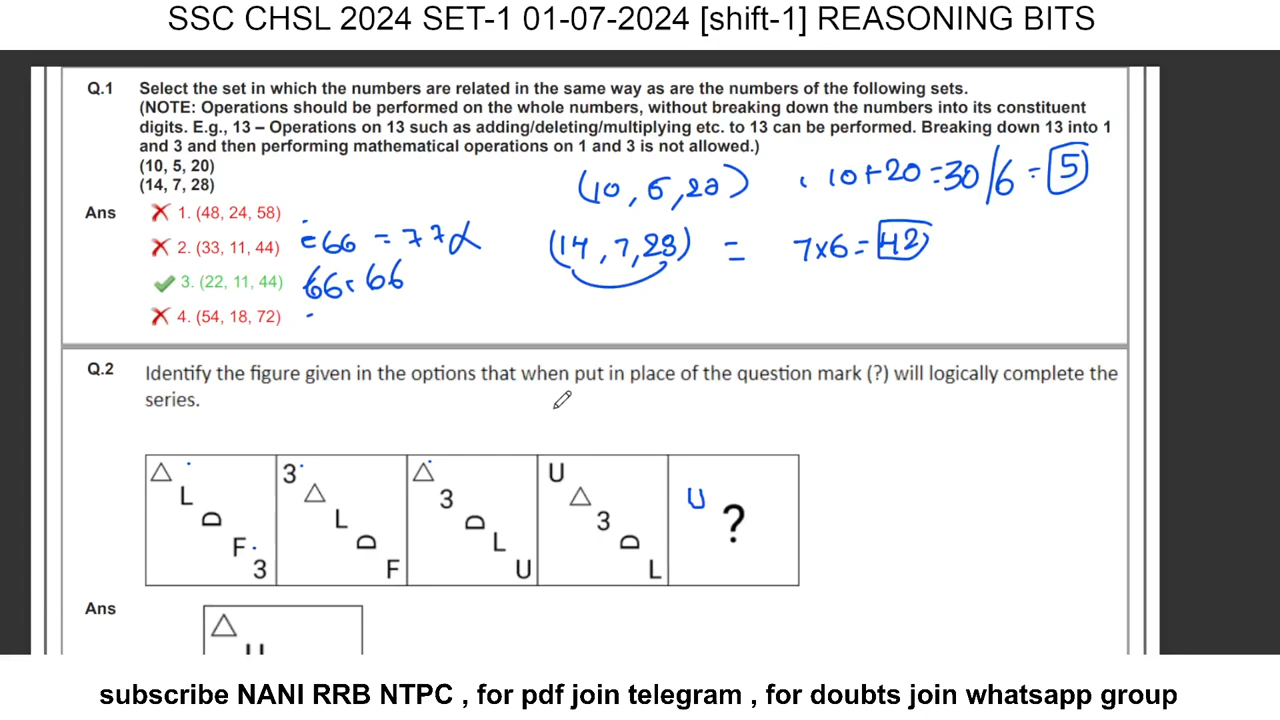 SSC CHSL 2024 SET-1 01-07-2024 [shift-1] REASONING BITS
Q.1 Select the set in which the numbers are related in the same way as are the numbers of the following sets.
(NOTE: Operations should be performed on the whole numbers, without breaking down the numbers into its constituent
digits. E.g., 13 – Operations on 13 such as adding/deleting/multiplying etc. to 13 can be performed. Breaking down 13 into 1
and 3 and then performing mathematical operations on 1 and 3 is not allowed.)
(10, 5, 20)
(14, 7, 28)
(10, 5, 20) 10+20=30/6=5
Ans 1. (48, 24, 58)
2. (33, 11, 44) =66 = 77 (14, 7, 28) = 7x6=42
3. (22, 11, 44) 66 66
4. (54, 18, 72)
Q.2 Identify the figure given in the options that when put in place of the question mark (?) will logically complete the
series.
△ 3 △ U
L △ 3 △ U
D L D 3 ?
F D L D
3 F U L
Ans
△
U
subscribe NANI RRB NTPC , for pdf join telegram , for doubts join whatsapp group